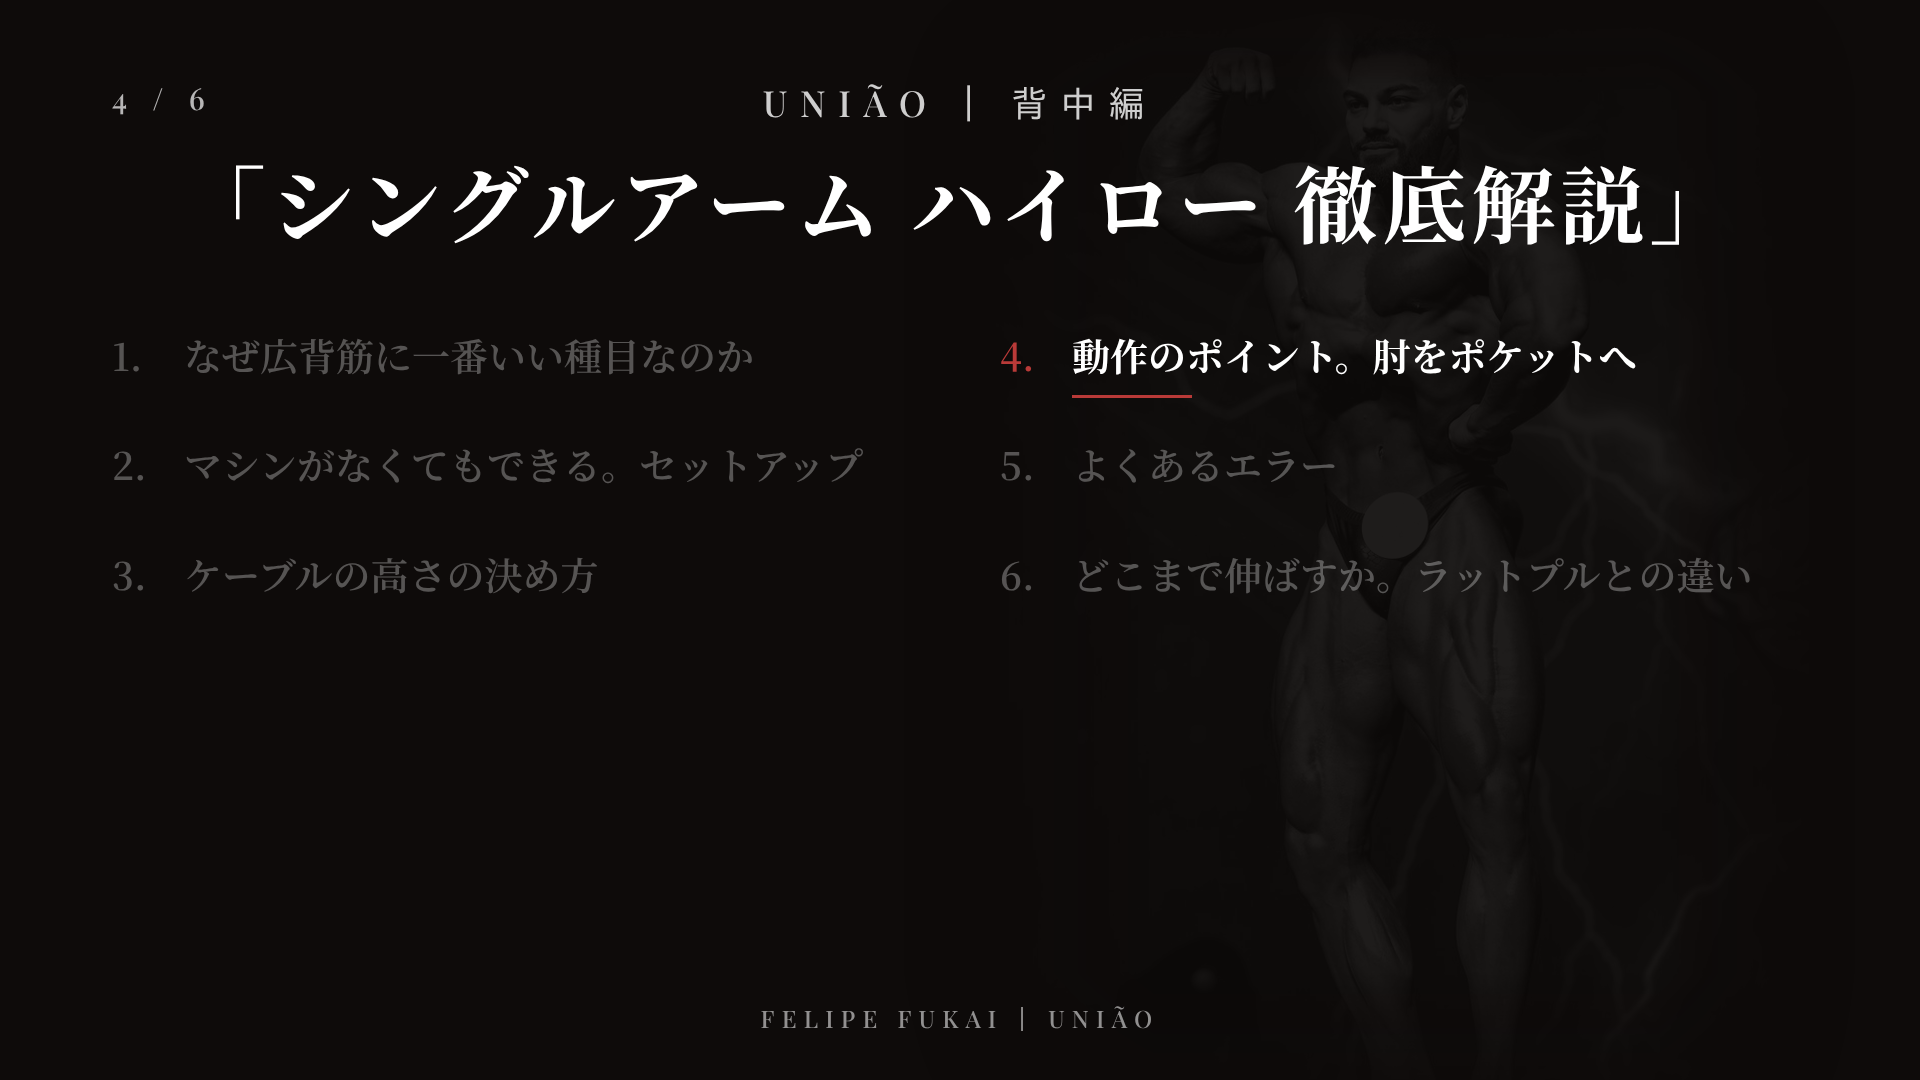 4 / 6
UNIÃO | 背中編
「シングルアーム ハイロー 徹底解説」
1. なぜ広背筋に一番いい種目なのか
2. マシンがなくてもできる。セットアップ
3. ケーブルの高さの決め方
4. 動作のポイント。肘をポケットへ
5. よくあるエラー
6. どこまで伸ばすか。ラットプルとの違い
FELIPE FUKAI | UNIÃO